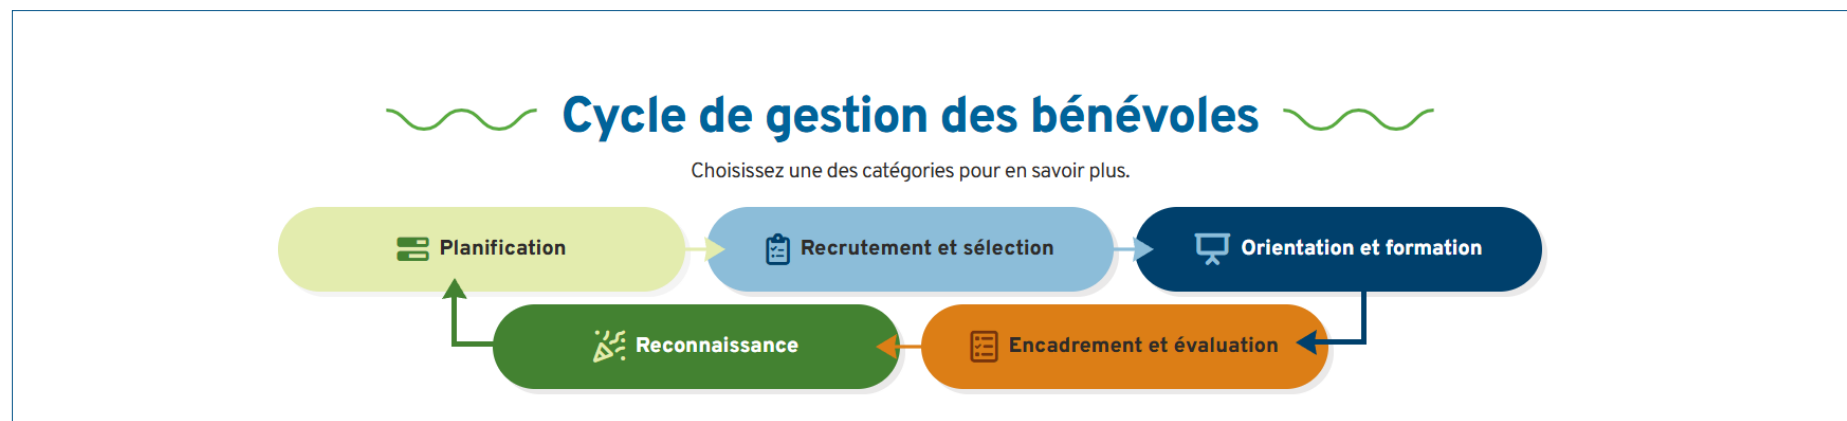 Cycle de gestion des bénévoles
Choisissez une des catégories pour en savoir plus.
Planification
Recrutement et sélection
Orientation et formation
Reconnaissance
Encadrement et évaluation